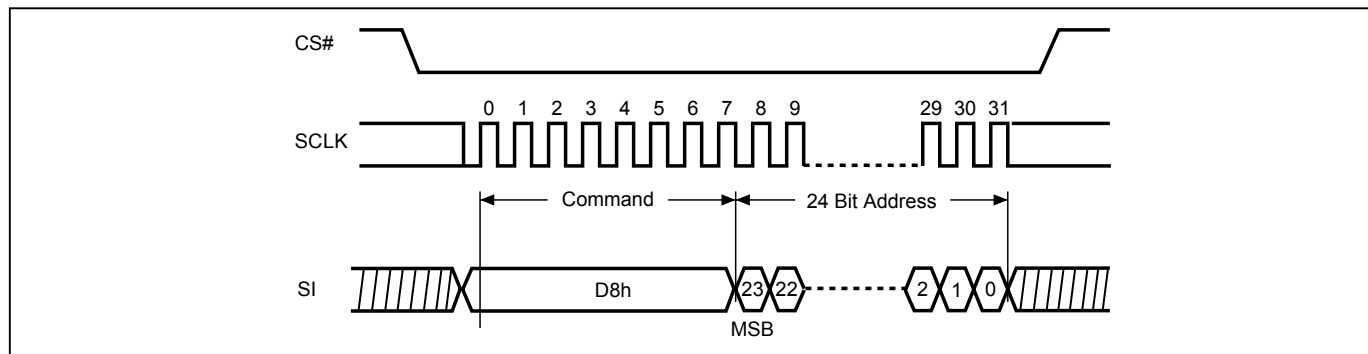 CS#
0 1 2 3 4 5 6 7 8 9 29 30 31
SCLK
Command 24 Bit Address
SI D8h 23 22 2 1 0
MSB